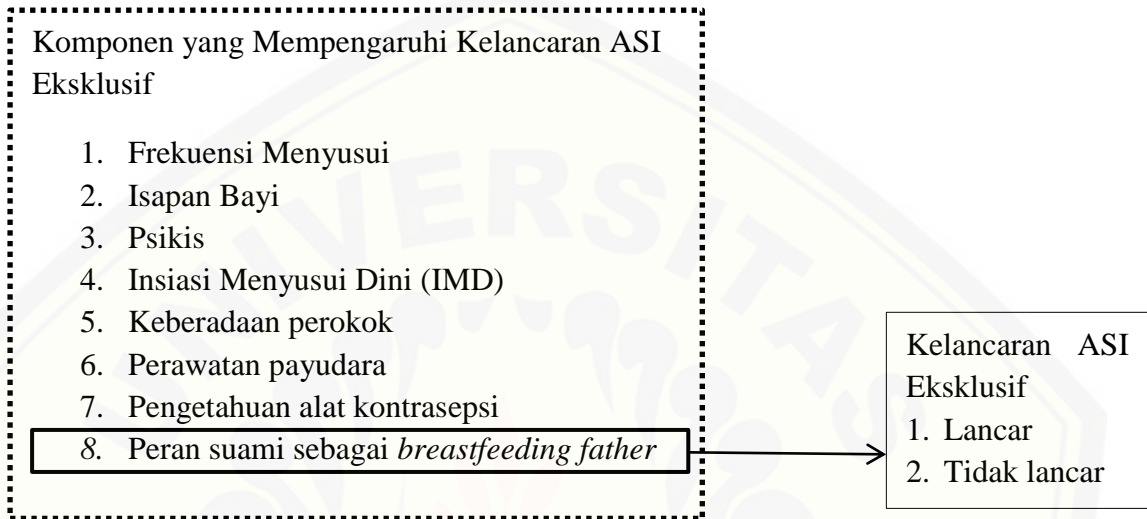 Komponen yang Mempengaruhi Kelancaran ASI
Eksklusif
1. Frekuensi Menyusui
2. Isapan Bayi
3. Psikis
4. Insiasi Menyusui Dini (IMD)
5. Keberadaan perokok
6. Perawatan payudara
7. Pengetahuan alat kontrasepsi
8. Peran suami sebagai breastfeeding father
Kelancaran ASI
Eksklusif
1. Lancar
2. Tidak lancar
UNIVERSITAS